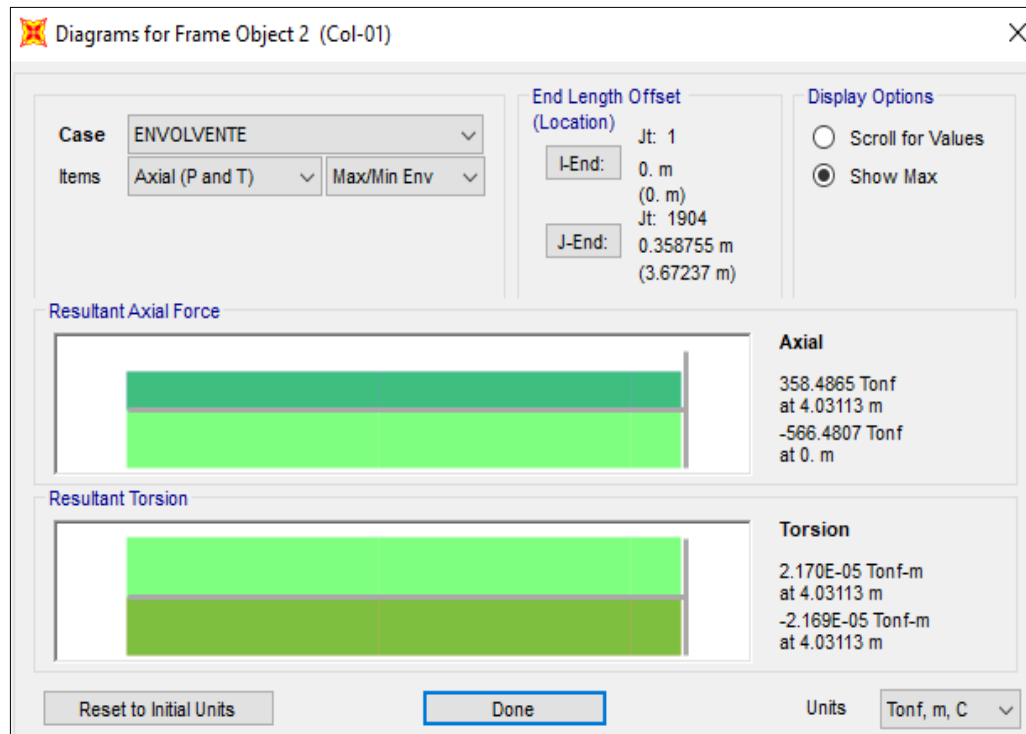 Diagrams for Frame Object 2 (Col-01)
Case ENVOLVENTE
Items Axial (P and T) Max/Min Env
End Length Offset
(Location)
Jt: 1
I-End: 0. m
(0. m)
Jt: 1904
J-End: 0.358755 m
(3.67237 m)
Display Options
Scroll for Values
Show Max
Resultant Axial Force
Axial
358.4865 Tonf
at 4.03113 m
-566.4807 Tonf
at 0. m
Resultant Torsion
Torsion
2.170E-05 Tonf-m
at 4.03113 m
-2.169E-05 Tonf-m
at 4.03113 m
Reset to Initial Units Done Units Tonf, m, C